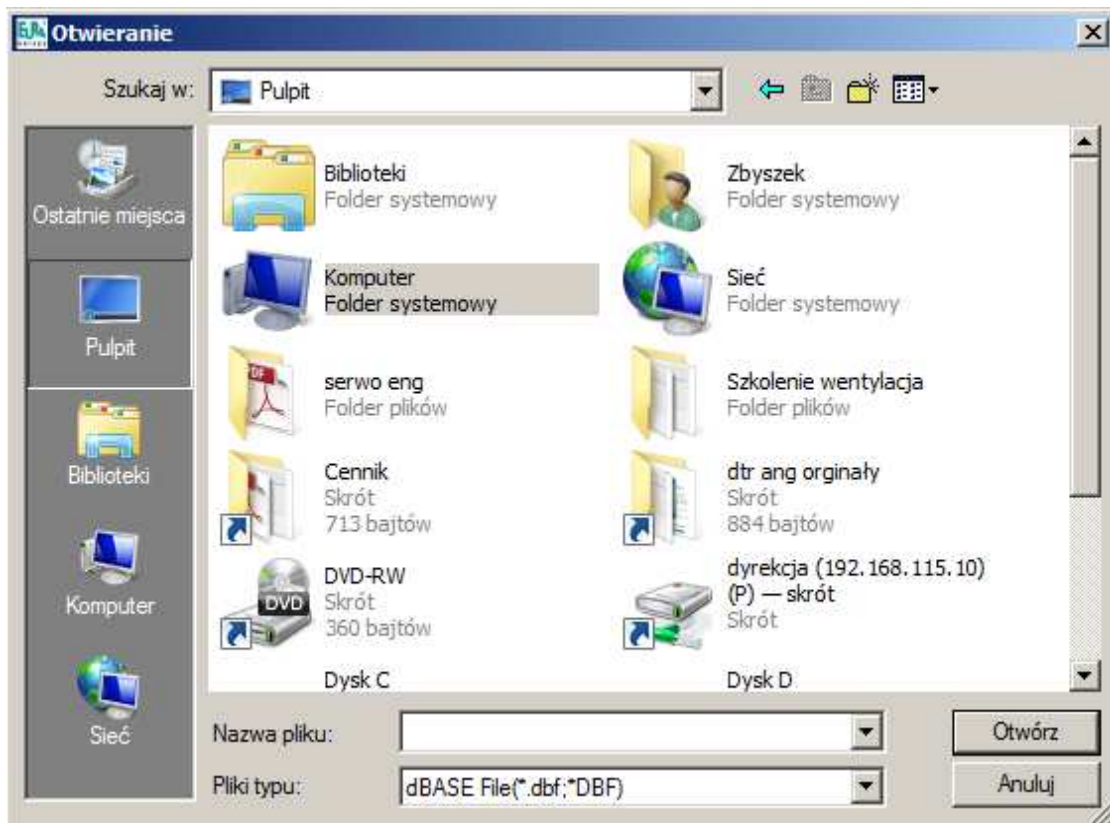 Otwieranie
Szukaj w:
Pulpit
Ostatnie miejsca
Pulpit
Biblioteki
Komputer
Sieć
Biblioteki
Folder systemowy
Zbyszek
Folder systemowy
Komputer
Folder systemowy
Sieć
Folder systemowy
serwo eng
Folder plików
Szkolenie wentylacja
Folder plików
Cennik
Skrót
713 bajtów
dtr ang orginały
Skrót
884 bajtów
DVD-RW
Skrót
360 bajtów
DVD
dyrekcja (192.168.115.10)
(P) — skrót
Skrót
Dysk C
Dysk D
Nazwa pliku:
Otwórz
Pliki typu:
dBASE File(*.dbf;*DBF)
Anuluj